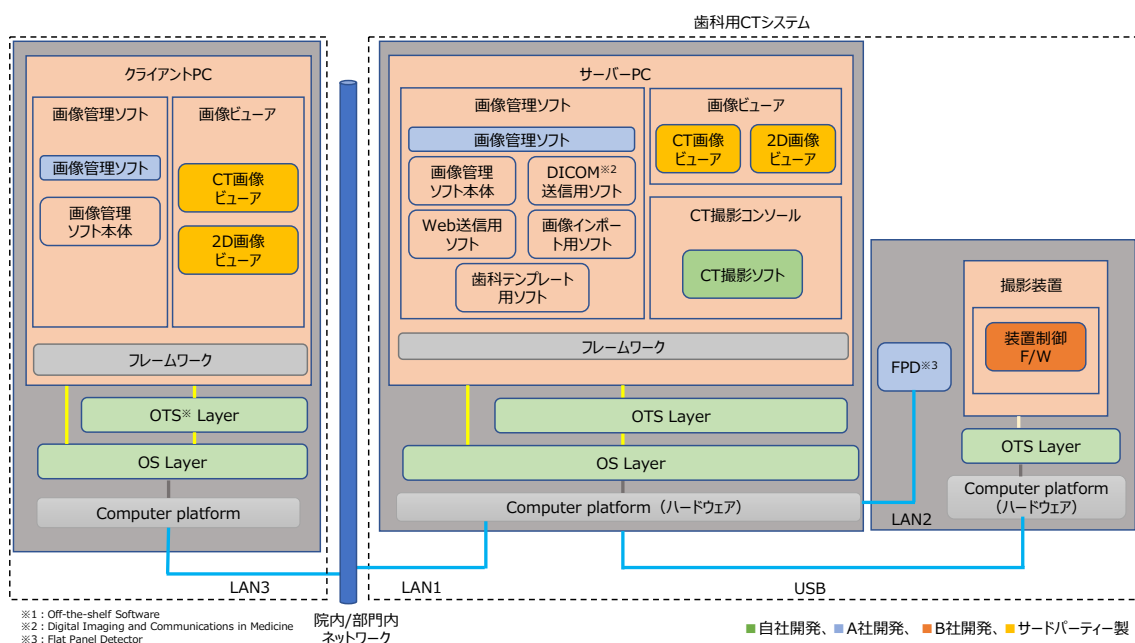 歯科用CTシステム
クライアントPC
画像管理ソフト
画像管理ソフト
画像管理
ソフト本体
画像ビューア
CT画像
ビューア
2D画像
ビューア
フレームワーク
OTS※ Layer
OS Layer
Computer platform
LAN3
院内/部門内
ネットワーク
サーバーPC
画像管理ソフト
画像管理ソフト
画像管理
ソフト本体
DICOM※2
送信用ソフト
Web送信用
ソフト
画像インポー
ト用ソフト
歯科テンプレート
用ソフト
画像ビューア
CT画像
ビューア
2D画像
ビューア
CT撮影コンソール
CT撮影ソフト
フレームワーク
OTS Layer
OS Layer
Computer platform（ハードウェア）
LAN1
FPD※3
LAN2
撮影装置
装置制御
F/W
OTS Layer
Computer platform
（ハードウェア）
USB
※1：Off-the-shelf Software
※2：Digital Imaging and Communications in Medicine
※3：Flat Panel Detector
■自社開発、■A社開発、■B社開発、■サードパーティー製